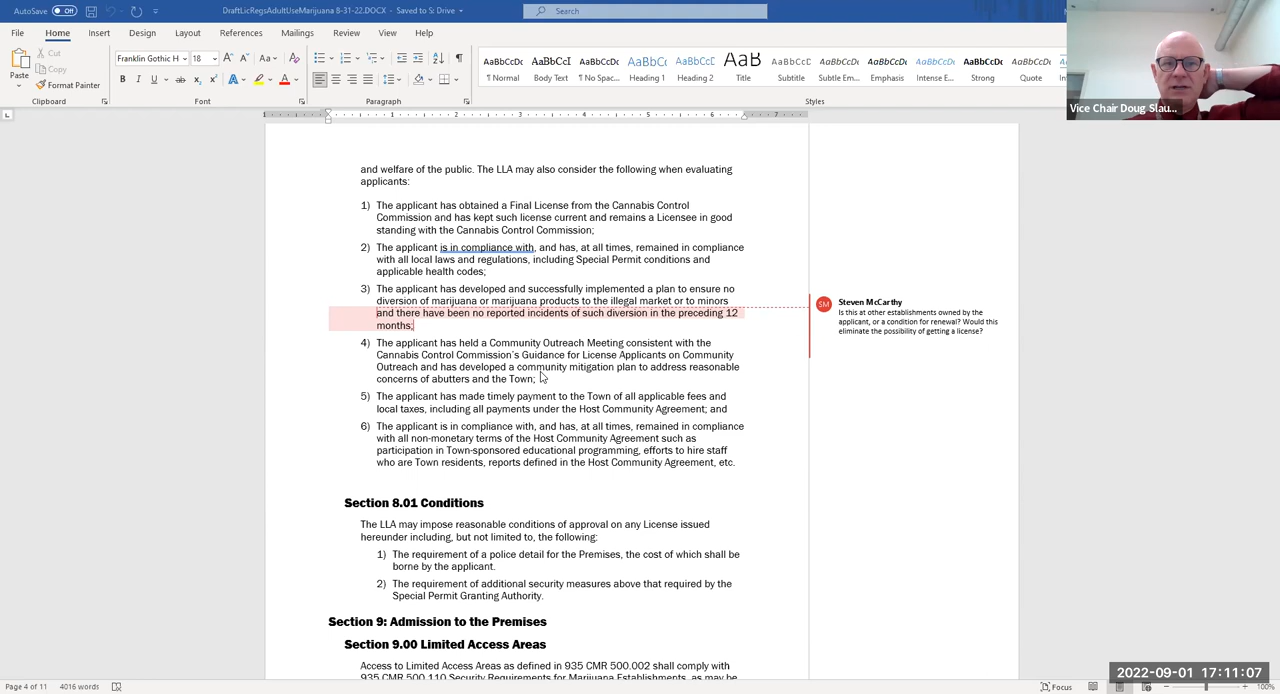 AutoSave Off DraftLicRegsAdultUseMarijuana 8-31-22.DOCX - Saved to S: Drive Search
File Home Insert Design Layout References Mailings Review View Help
Cut
Copy
Paste Format Painter
Clipboard
Franklin Gothic H 18
Font
Paragraph
AaBbCcDc AaBbCcI AaBbCcDc AaBbCc AaBbCcC AaB AaBbCcC AaBbCcDc AaBbCcDc AaBbCcDc AaBbCcDc AaBbCcDc
¶ Normal Body Text ¶ No Spac... Heading 1 Heading 2 Title Subtitle Subtle Em... Emphasis Intense E... Strong Quote
Styles
Vice Chair Doug Slau...
and welfare of the public. The LLA may also consider the following when evaluating
applicants:
1) The applicant has obtained a Final License from the Cannabis Control
Commission and has kept such license current and remains a Licensee in good
standing with the Cannabis Control Commission;
2) The applicant is in compliance with, and has, at all times, remained in compliance
with all local laws and regulations, including Special Permit conditions and
applicable health codes;
3) The applicant has developed and successfully implemented a plan to ensure no
diversion of marijuana or marijuana products to the illegal market or to minors
and there have been no reported incidents of such diversion in the preceding 12
months;
SM Steven McCarthy
Is this at other establishments owned by the
applicant, or a condition for renewal? Would this
eliminate the possibility of getting a license?
4) The applicant has held a Community Outreach Meeting consistent with the
Cannabis Control Commission's Guidance for License Applicants on Community
Outreach and has developed a community mitigation plan to address reasonable
concerns of abutters and the Town;
5) The applicant has made timely payment to the Town of all applicable fees and
local taxes, including all payments under the Host Community Agreement; and
6) The applicant is in compliance with, and has, at all times, remained in compliance
with all non-monetary terms of the Host Community Agreement such as
participation in Town-sponsored educational programming, efforts to hire staff
who are Town residents, reports defined in the Host Community Agreement, etc.
Section 8.01 Conditions
The LLA may impose reasonable conditions of approval on any License issued
hereunder including, but not limited to, the following:
1) The requirement of a police detail for the Premises, the cost of which shall be
borne by the applicant.
2) The requirement of additional security measures above that required by the
Special Permit Granting Authority.
Section 9: Admission to the Premises
Section 9.00 Limited Access Areas
Access to Limited Access Areas as defined in 935 CMR 500.002 shall comply with
935 CMR 500.110 Security Requirements for Marijuana Establishments, as may be
2022-09-01 17:11:07
Page 4 of 11 4016 words Focus 100%